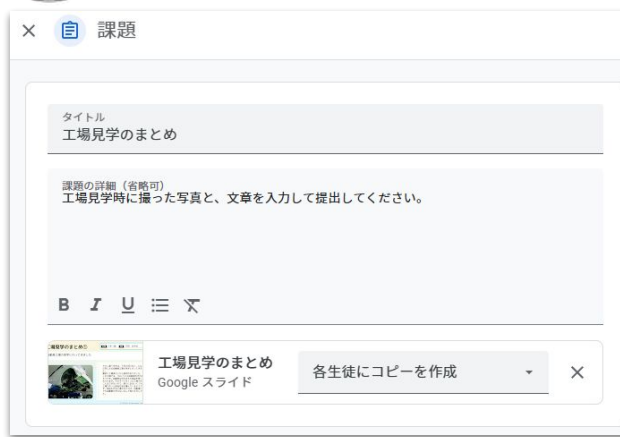 課題
タイトル
工場見学のまとめ
課題の詳細（省略可）
工場見学時に撮った写真と、文章を入力して提出してください。
B I U
工場見学のまとめ
Google スライド
各生徒にコピーを作成